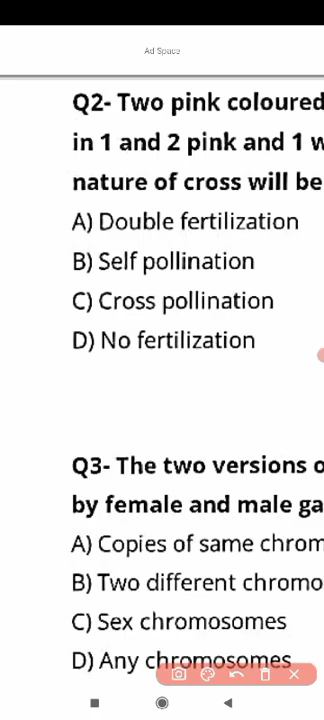 Ad Space
Q2- Two pink coloured
in 1 and 2 pink and 1
nature of cross will be
A) Double fertilization
B) Self pollination
C) Cross pollination
D) No fertilization
Q3- The two versions
by female and male
A) Copies of same
B) Two different
C) Sex chromosomes
D) Any chromosomes